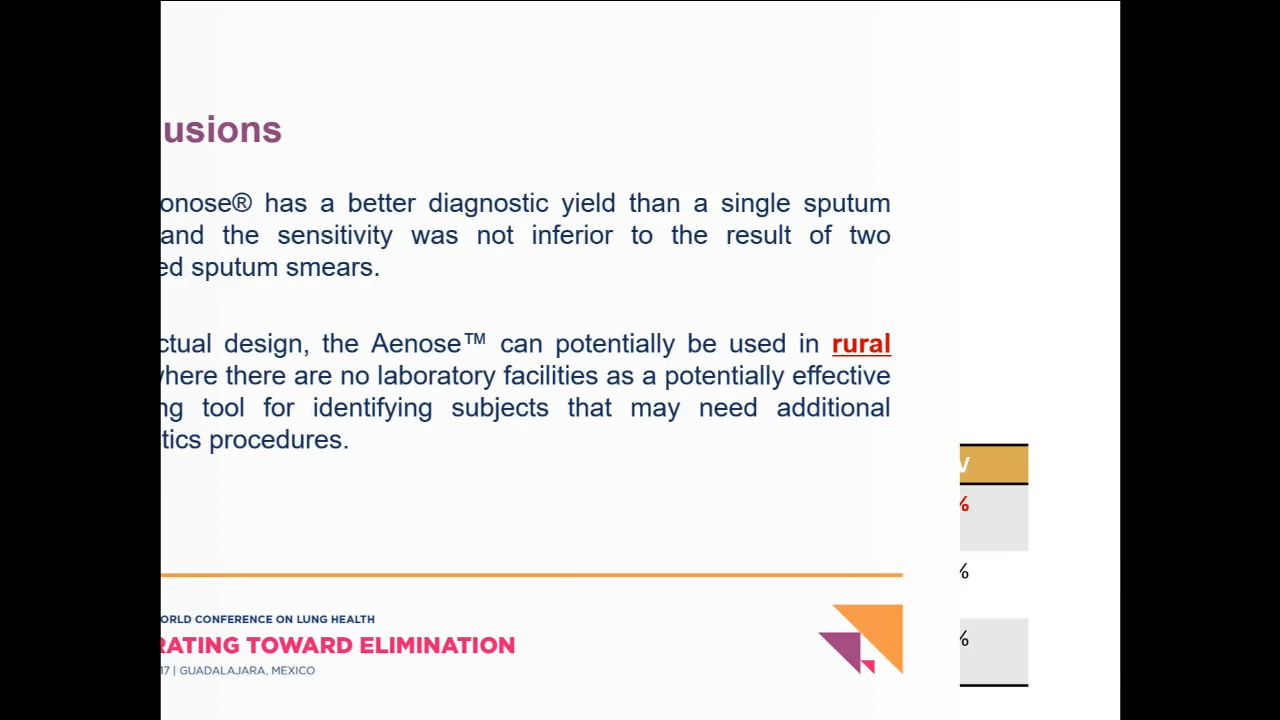 usions
onose® has a better diagnostic yield than a single sputum
and the sensitivity was not inferior to the result of two
ed sputum smears.
ctual design, the Aenose™ can potentially be used in rural
where there are no laboratory facilities as a potentially effective
ng tool for identifying subjects that may need additional
tics procedures.
V
%
%
%
ORLD CONFERENCE ON LUNG HEALTH
RATING TOWARD ELIMINATION
17 | GUADALAJARA, MEXICO